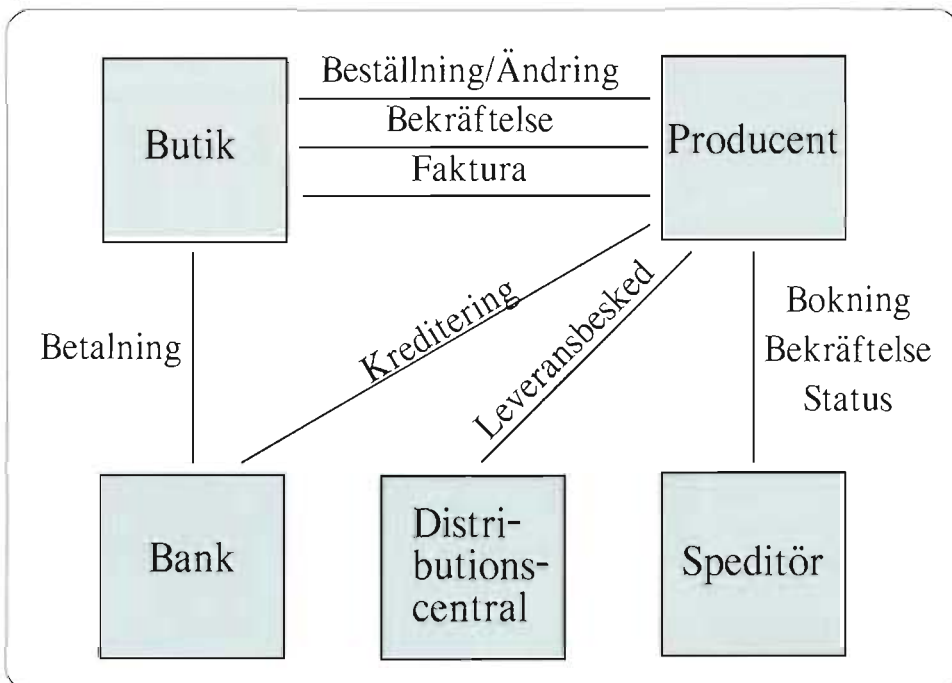 Beställning/Ändring
Butik
Bekräftelse
Producent
Faktura
Betalning
Kreditering
Leveransbesked
Bokning
Bekräftelse
Status
Bank
Distri-
butions-
central
Speditör